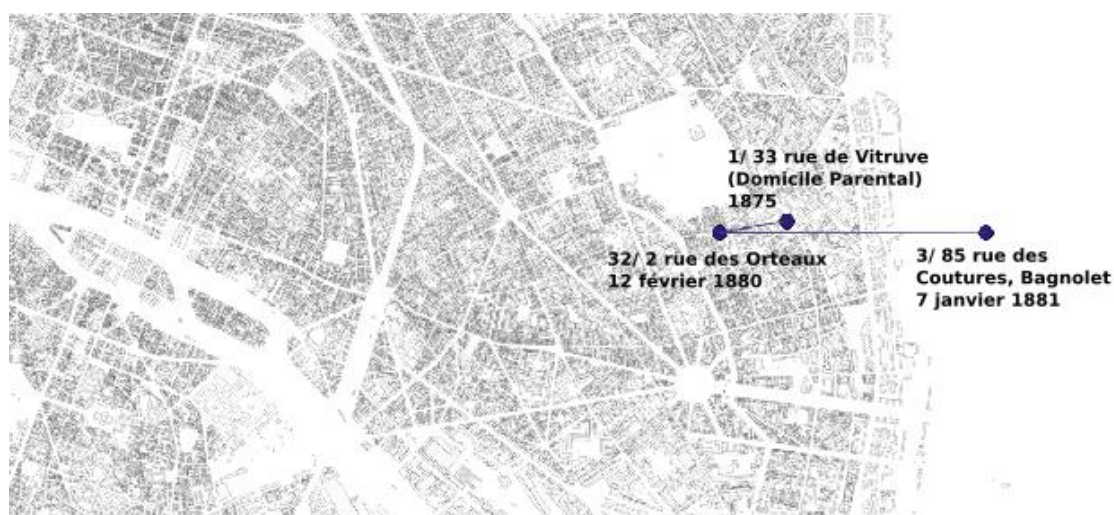 1/ 33 rue de Vitruve
(Domicile Parental)
1875
32/ 2 rue des Orteaux
12 février 1880
3/ 85 rue des
Coutures, Bagnolet
7 janvier 1881